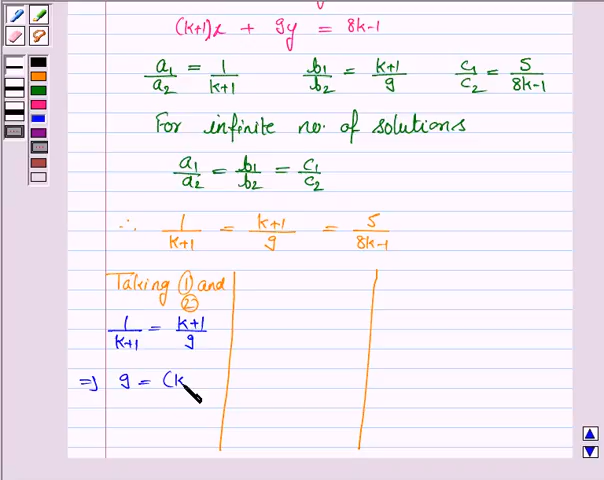 (k+1)x + 9y = 8k-1
a₁/a₂ = 1/k+1 b₁/b₂ = k+1/9 c₁/c₂ = 5/8k-1
For infinite no. of solutions
a₁/a₂ = b₁/b₂ = c₁/c₂
∴ 1/k+1 = k+1/9 = 5/8k-1
Taking ① and
②
1/k+1 = k+1/9
⇒ 9 = (k